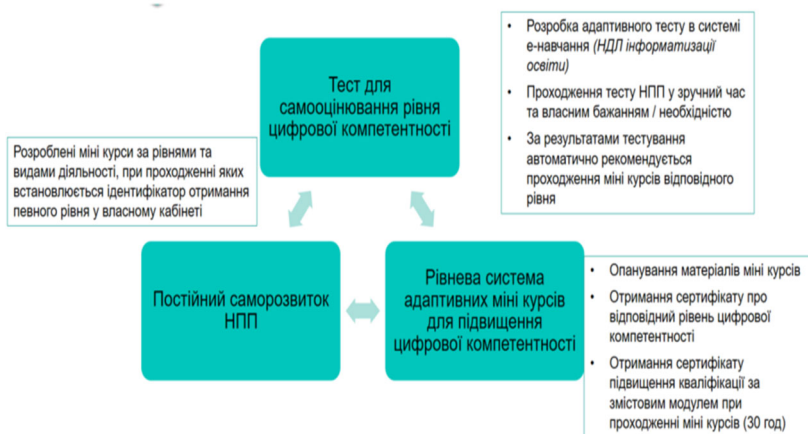 Тест для
самооцінювання рівня
цифрової компетентності
• Розробка адаптивного тесту в системі
е-навчання (НДЛ інформатизації
освіти)
• Проходження тесту НПП у зручний час
та власним бажанням / необхідністю
• За результатами тестування
автоматично рекомендується
проходження міні курсів відповідного
рівня
Розроблені міні курси за рівнями та
видами діяльності, при проходженні яких
встановлюється ідентифікатор отримання
певного рівня у власному кабінеті
Постійний саморозвиток
НПП
Рівнева система
адаптивних міні курсів
для підвищення
цифрової компетентності
• Опанування матеріалів міні курсів
• Отримання сертифікату про
відповідний рівень цифрової
компетентності
• Отримання сертифікату
підвищення кваліфікації за
змістовим модулем при
проходженні міні курсів (30 год)